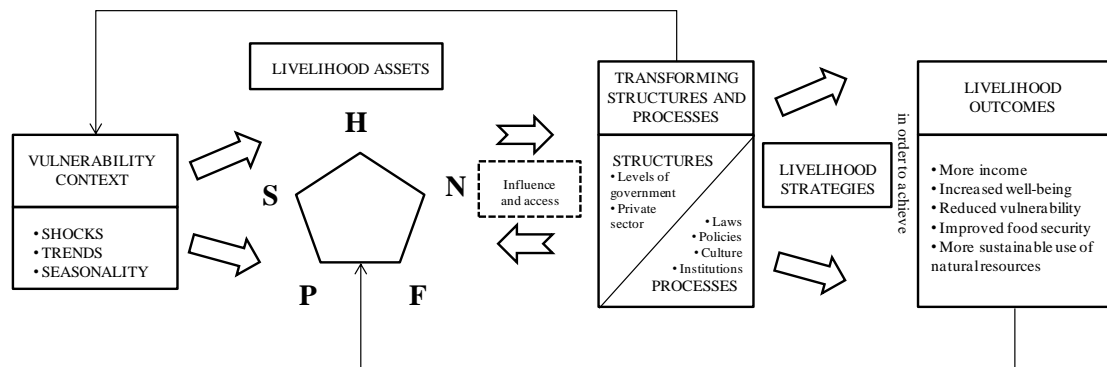 VULNERABILITY
CONTEXT
• SHOCKS
• TRENDS
• SEASONALITY
LIVELIHOOD ASSETS
H
S
N
P
F
Influence
and access
TRANSFORMING
STRUCTURES AND
PROCESSES
STRUCTURES
• Levels of
government
• Private
sector
• Laws
• Policies
• Culture
• Institutions
PROCESSES
LIVELIHOOD
STRATEGIES
in order to achieve
LIVELIHOOD
OUTCOMES
• More income
• Increased well-being
• Reduced vulnerability
• Improved food security
• More sustainable use of
natural resources